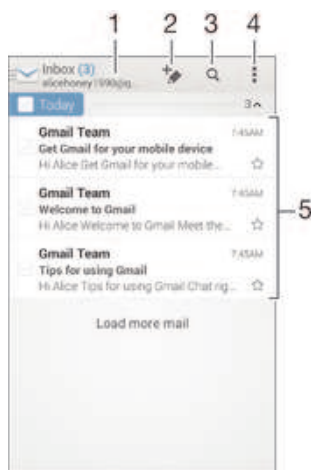 1 2 3 4
Inbox (3)
Today 3
Gmail Team 7:45AM
Get Gmail for your mobile device
Hi Alice Get Gmail for your mobile...
Gmail Team 7:45AM
Welcome to Gmail
Hi Alice Welcome to Gmail Meet the...
5
Gmail Team 7:45AM
Tips for using Gmail
Hi Alice Tips for using Gmail Chat rig...
Load more mail